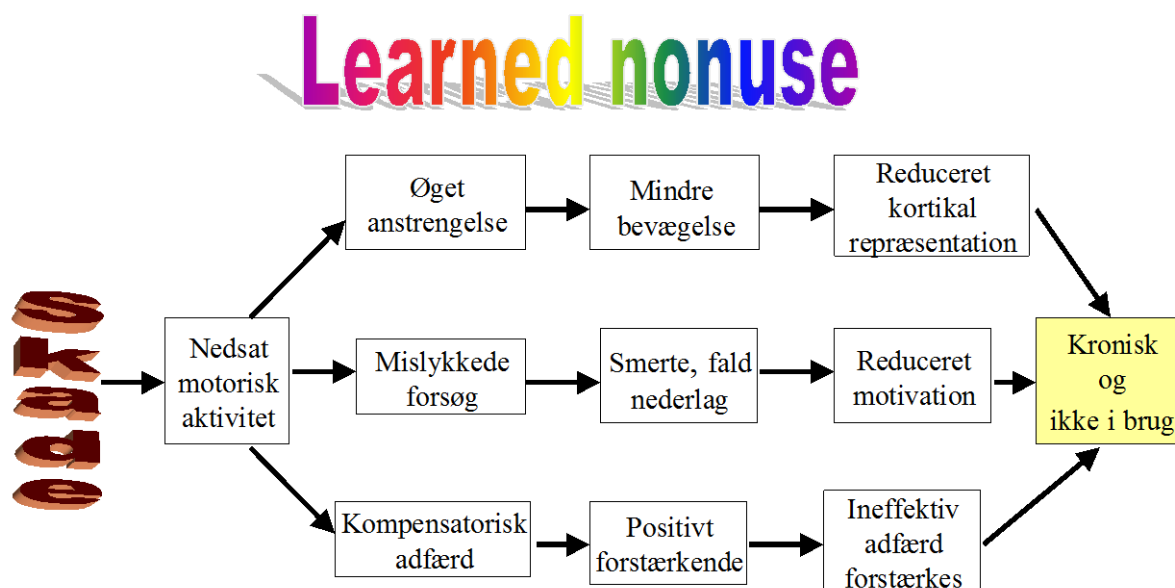 Learned nonuse
Skade
Nedsat
motorisk
aktivitet
Øget
anstrengelse
Mindre
bevægelse
Reduceret
kortikal
repræsentation
Mislykkede
forsøg
Smerte, fald
nederlag
Reduceret
motivation
Kompensatorisk
adfærd
Positivt
forstærkende
Ineffektiv
adfærd
forstærkes
Kronisk
og
ikke i brug